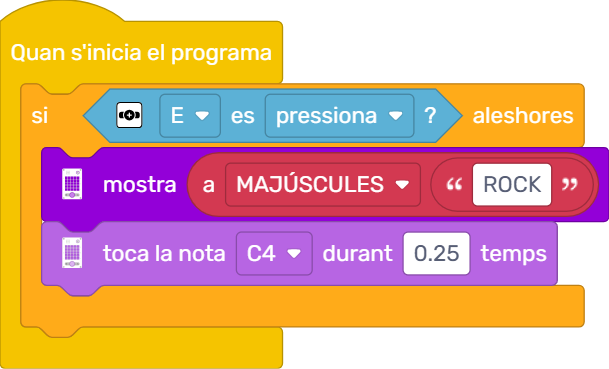 Quan s'inicia el programa
si E es pressiona ? aleshores
mostra a MAJÚSCULES “ ROCK ”
toca la nota C4 durant 0.25 temps